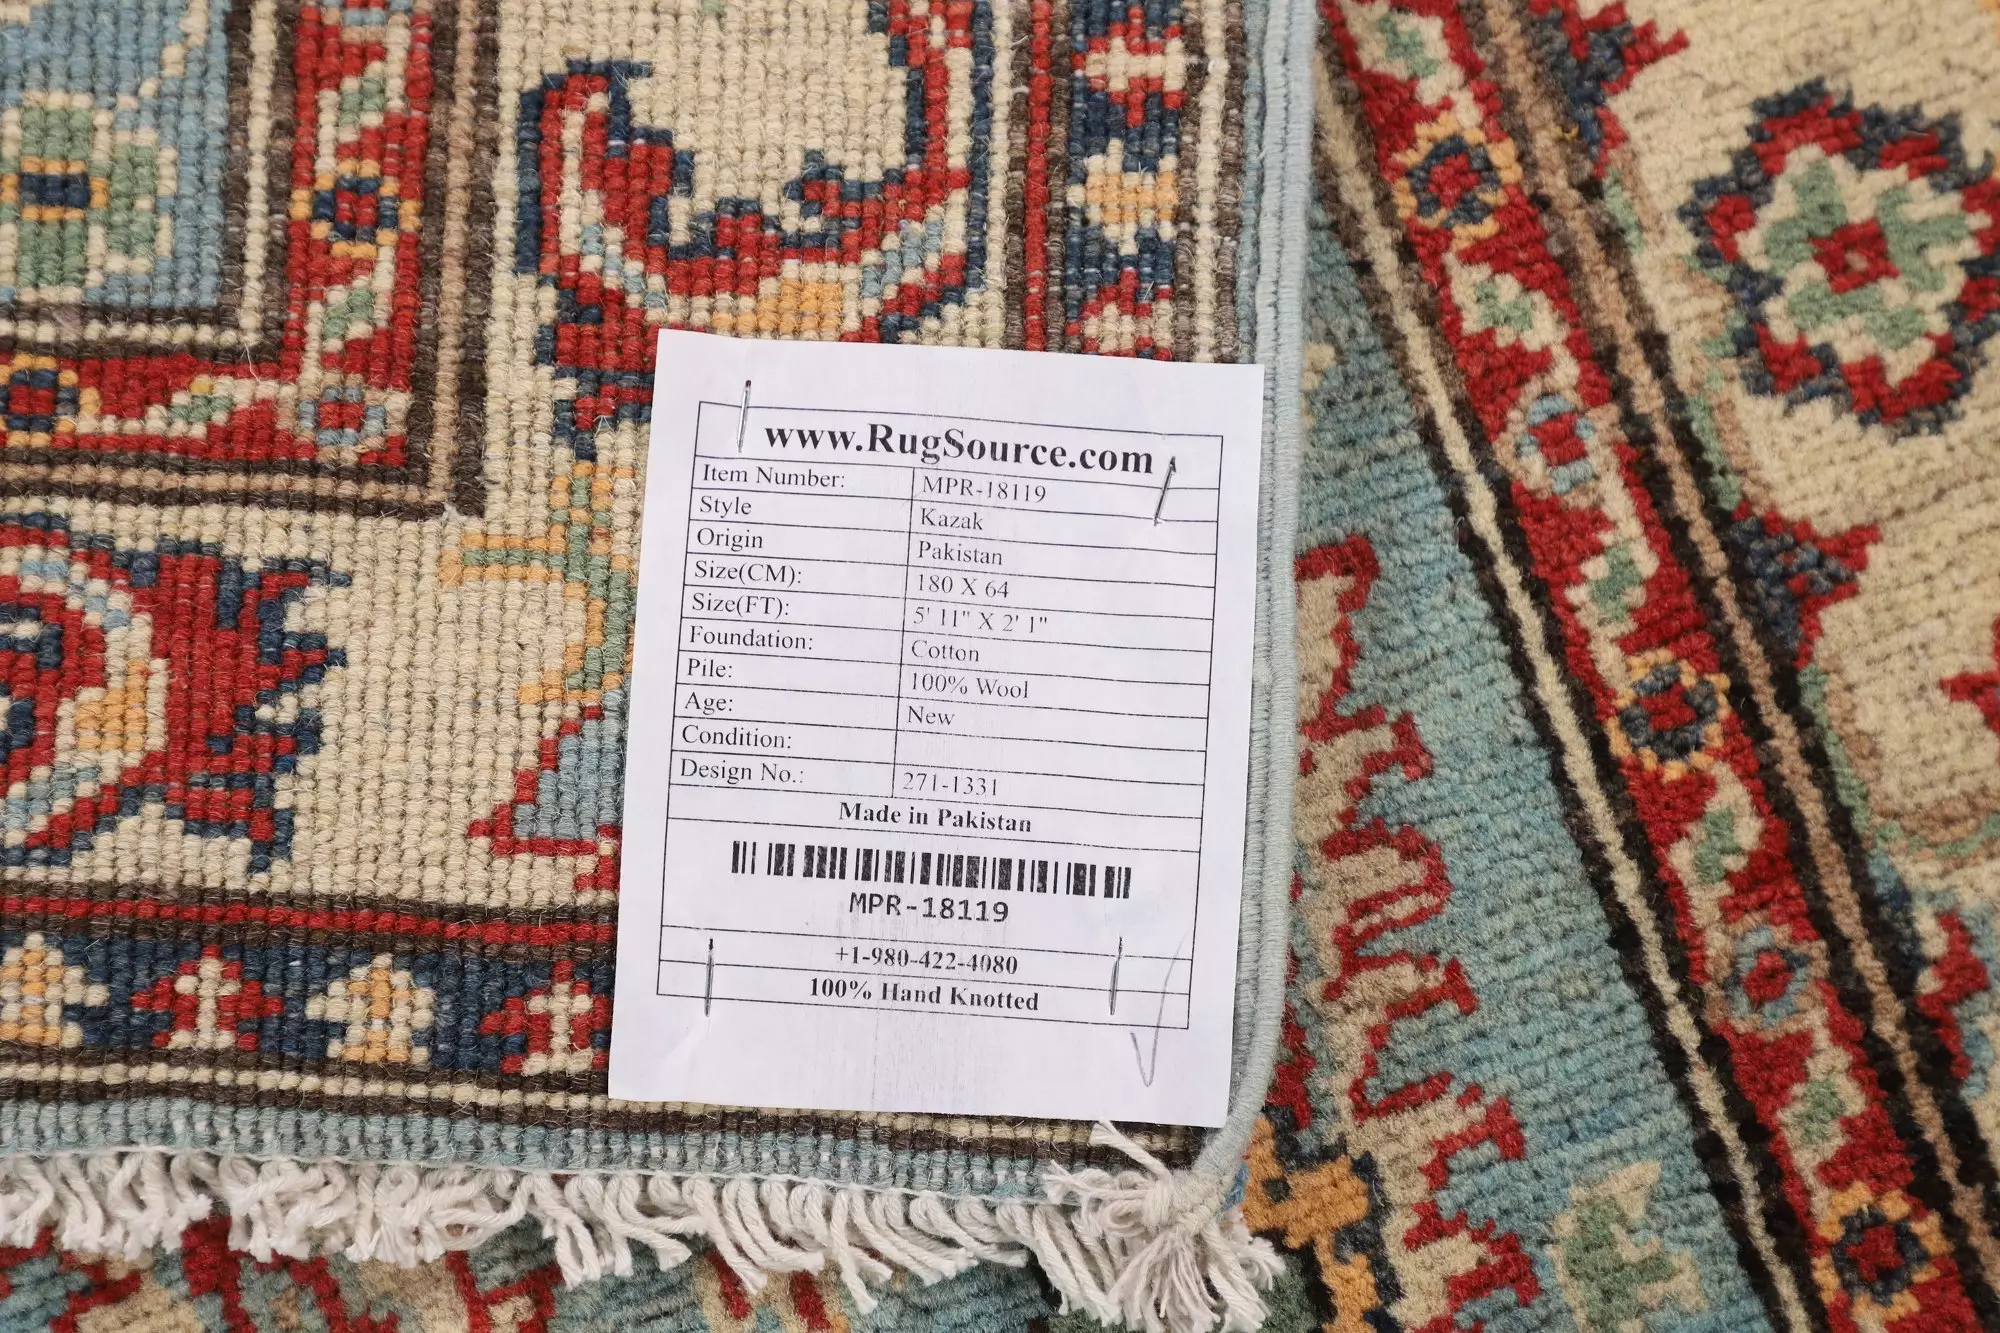 www.RugSource.com
Item Number: MPR-18119
Style Kazak
Origin Pakistan
Size(CM): 180 X 64
Size(FT): 5' 11" X 2' 1"
Foundation: Cotton
Pile: 100% Wool
Age: New
Condition:
Design No.: 271-1331
Made in Pakistan
MPR-18119
+1-980-422-4080
100% Hand Knotted